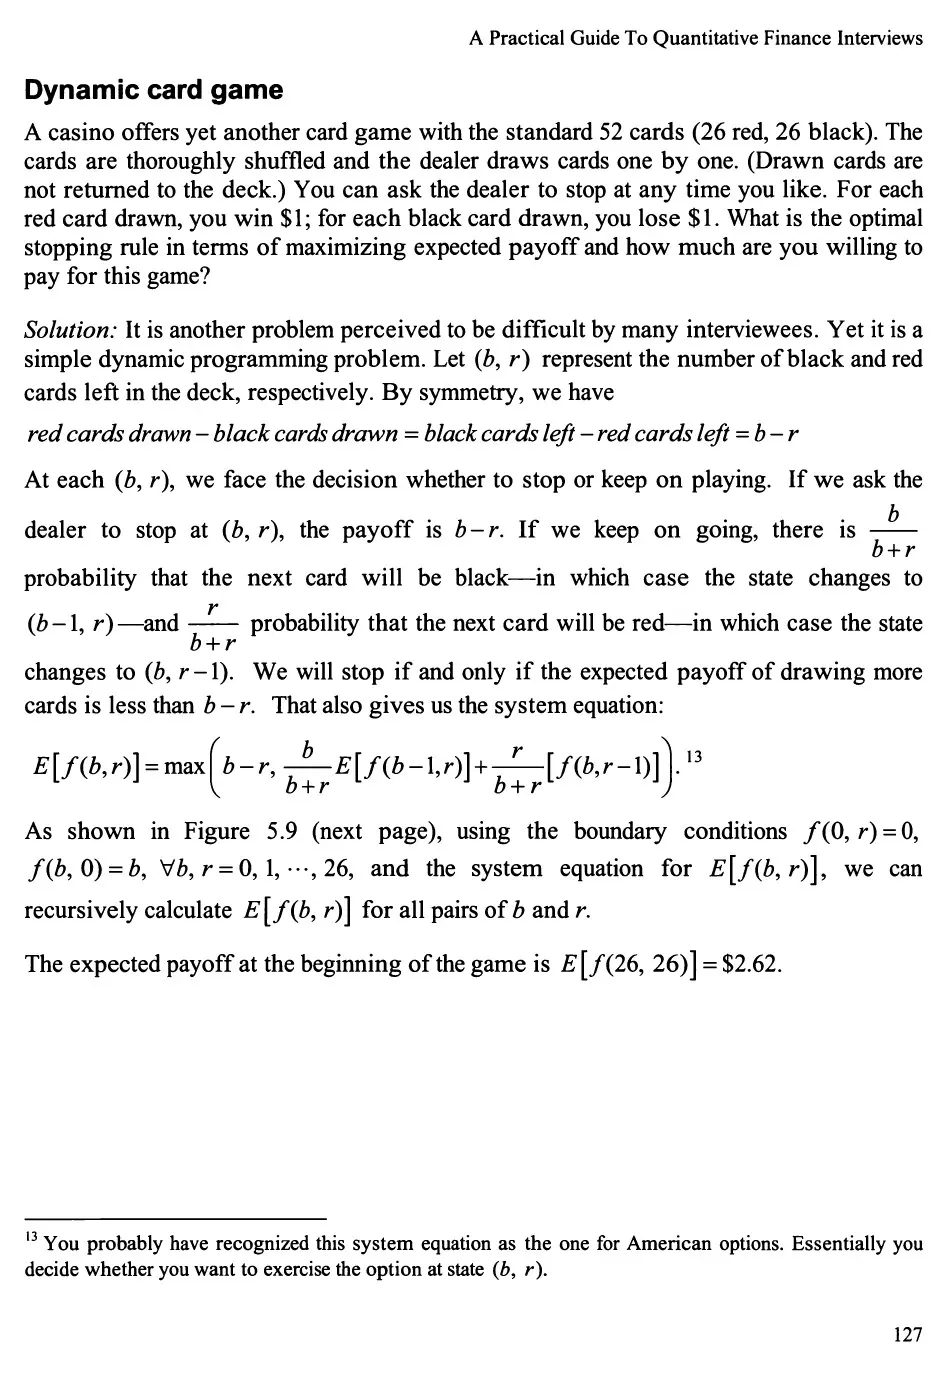 A Practical Guide To Quantitative Finance Interviews
Dynamic card game
A casino offers yet another card game with the standard 52 cards (26 red, 26 black). The
cards are thoroughly shuffled and the dealer draws cards one by one. (Drawn cards are
not returned to the deck.) You can ask the dealer to stop at any time you like. For each
red card drawn, you win $1; for each black card drawn, you lose $1. What is the optimal
stopping rule in terms of maximizing expected payoff and how much are you willing to
pay for this game?
Solution: It is another problem perceived to be difficult by many interviewees. Yet it is a
simple dynamic programming problem. Let (b, r) represent the number of black and red
cards left in the deck, respectively. By symmetry, we have
red cards drawn – black cards drawn = black cards left – red cards left = b – r
At each (b, r), we face the decision whether to stop or keep on playing. If we ask the
dealer to stop at (b, r), the payoff is b – r. If we keep on going, there is b/(b+r)
probability that the next card will be black—in which case the state changes to
(b – 1, r)—and r/(b+r) probability that the next card will be red—in which case the state
changes to (b, r – 1). We will stop if and only if the expected payoff of drawing more
cards is less than b – r. That also gives us the system equation:
E[f(b,r)] = max( b – r, b/(b+r) E[f(b–1,r)] + r/(b+r) [f(b,r–1)] ). 13
As shown in Figure 5.9 (next page), using the boundary conditions f(0, r) = 0,
f(b, 0) = b, ∀b, r = 0, 1, ⋯, 26, and the system equation for E[f(b, r)], we can
recursively calculate E[f(b, r)] for all pairs of b and r.
The expected payoff at the beginning of the game is E[f(26, 26)] = $2.62.
13 You probably have recognized this system equation as the one for American options. Essentially you
decide whether you want to exercise the option at state (b, r).
127